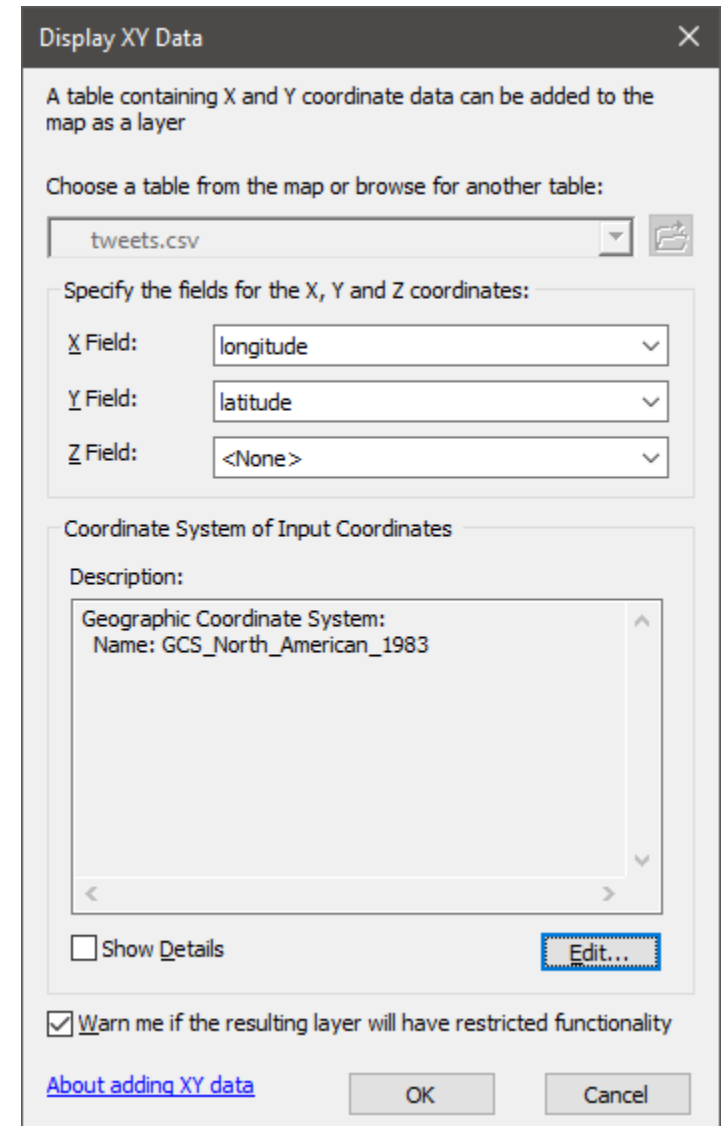 Display XY Data
A table containing X and Y coordinate data can be added to the
map as a layer
Choose a table from the map or browse for another table:
tweets.csv
Specify the fields for the X, Y and Z coordinates:
X Field:
longitude
Y Field:
latitude
Z Field:
<None>
Coordinate System of Input Coordinates
Description:
Geographic Coordinate System:
Name: GCS_North_American_1983
Show Details
Edit...
Warn me if the resulting layer will have restricted functionality
About adding XY data
OK
Cancel